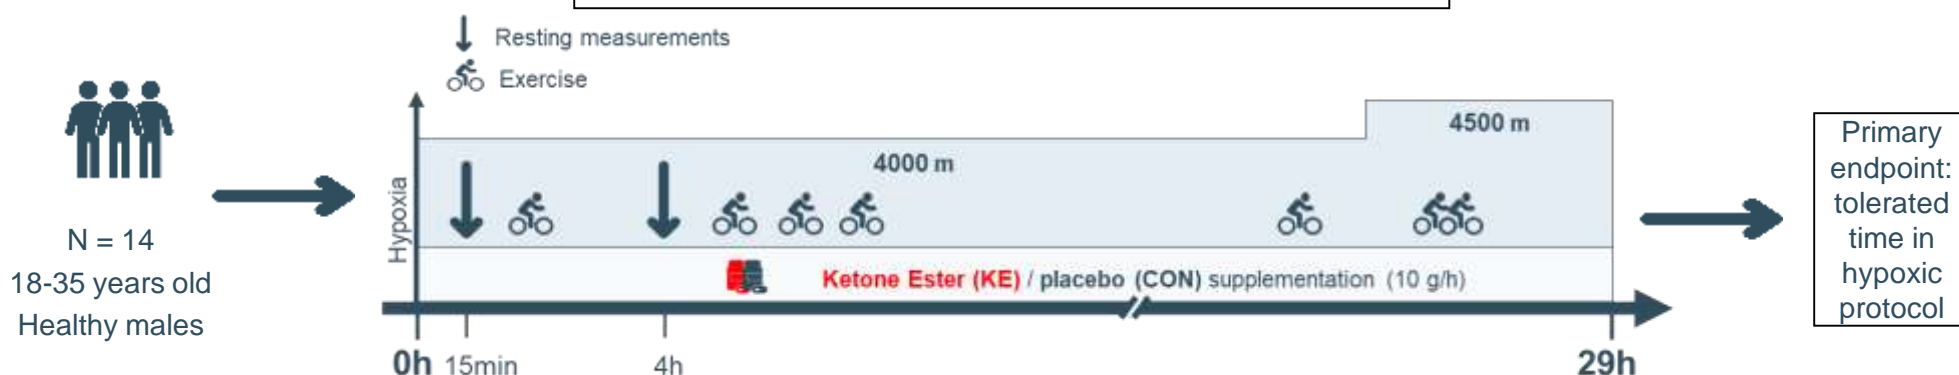 Resting measurements
Exercise
N = 14
18-35 years old
Healthy males
Hypoxia
4000 m
4500 m
Ketone Ester (KE) / placebo (CON) supplementation (10 g/h)
0h
15min
4h
29h
Primary
endpoint:
tolerated
time in
hypoxic
protocol